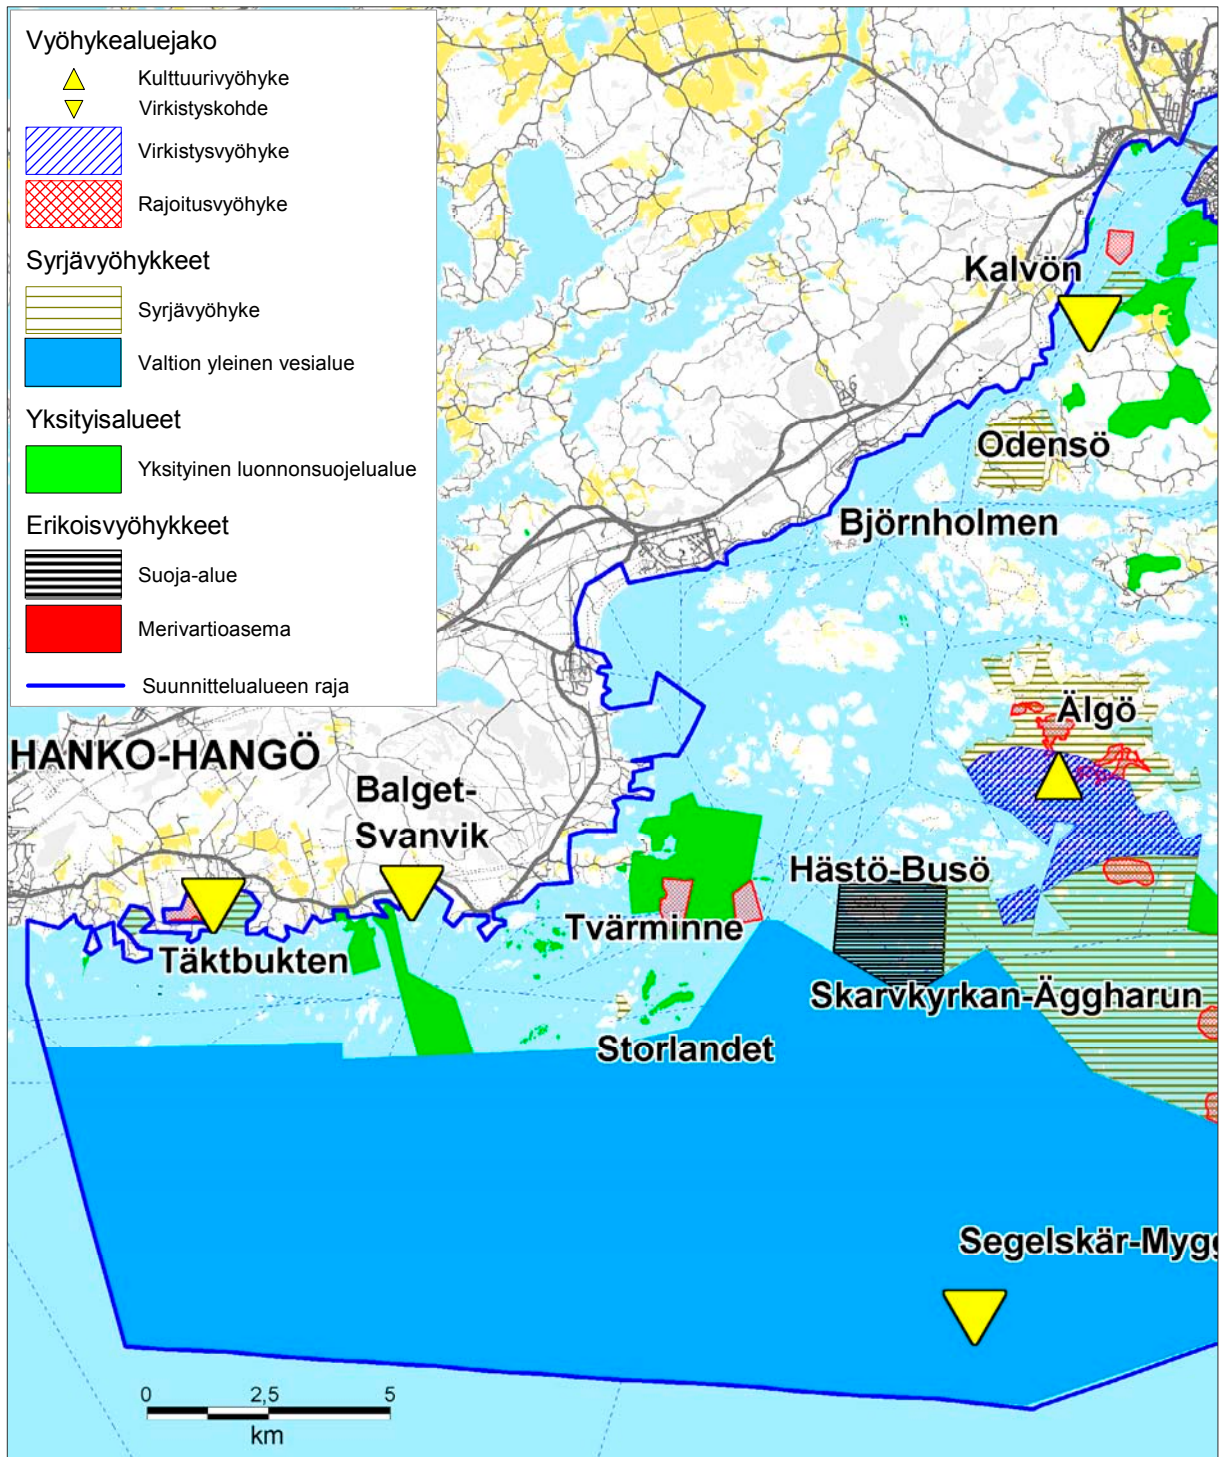 Vyöhykealuejako
Kulttuurivyöhyke
Virkistyskohde
Virkistysvyöhyke
Rajoitusvyöhyke
Syrjävyöhykkeet
Syrjävyöhyke
Valtion yleinen vesialue
Yksityisalueet
Yksityinen luonnonsuojelualue
Erikoisvyöhykkeet
Suoja-alue
Merivartioasema
Suunnittelualueen raja
Kalvön
Odensö
Björnholmen
Älgö
HANKO-HANGÖ
Balget-
Svanvik
Hästö-Busö
Tvärminne
Täktbukten
Skarvkyrkan-Äggharun
Storlandet
Segelskär-Mygg
0 2,5 5
km